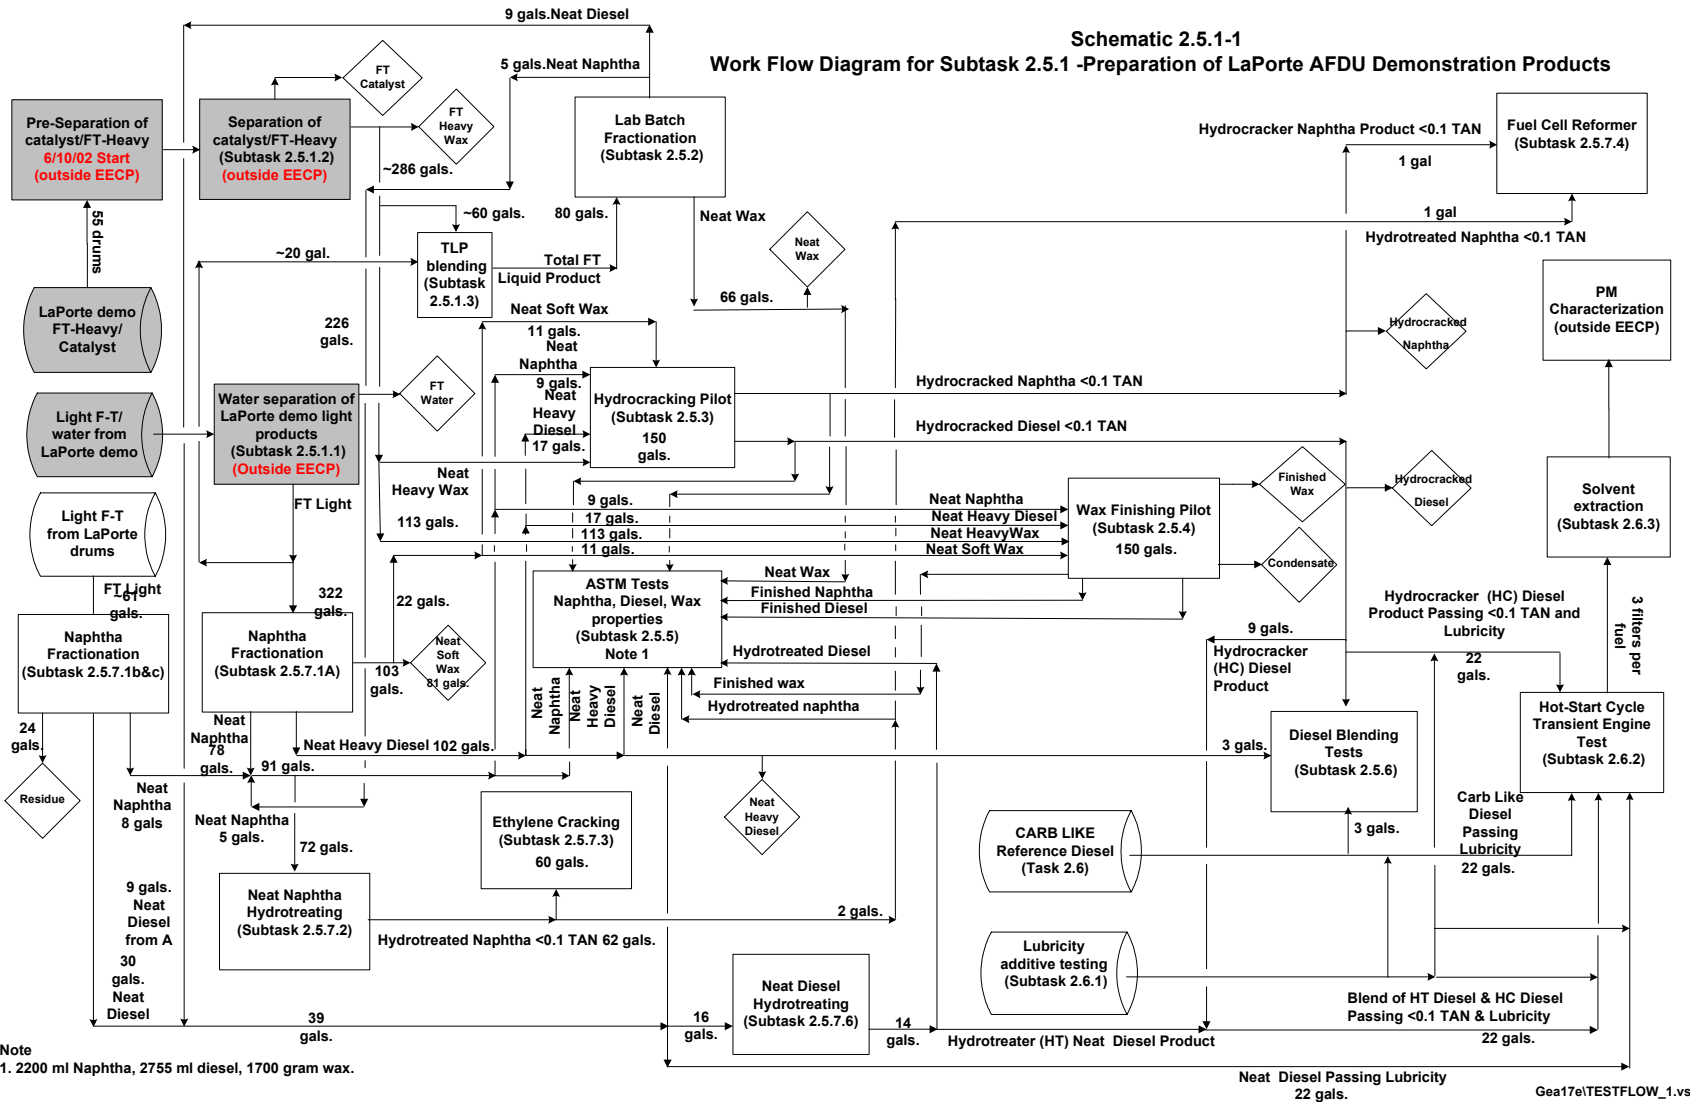 9 gals.Neat Diesel
Schematic 2.5.1-1
Work Flow Diagram for Subtask 2.5.1 -Preparation of LaPorte AFDU Demonstration Products
5 gals.Neat Naphtha
FT
Catalyst
FT
Heavy
Wax
Pre-Separation of
catalyst/FT-Heavy
6/10/02 Start
(outside EECP)
Separation of
catalyst/FT-Heavy
(Subtask 2.5.1.2)
(outside EECP)
Lab Batch
Fractionation
(Subtask 2.5.2)
Hydrocracker Naphtha Product <0.1 TAN
1 gal
Fuel Cell Reformer
(Subtask 2.5.7.4)
~286 gals.
55 drums
~60 gals.
80 gals.
Neat Wax
1 gal
Hydrotreated Naphtha <0.1 TAN
~20 gal.
TLP
blending
(Subtask
2.5.1.3)
Total FT
Liquid Product
Neat
Wax
66 gals.
LaPorte demo
FT-Heavy/
Catalyst
226
gals.
Neat Soft Wax
11 gals.
Neat
Naphtha
9 gals.
Neat
Heavy
Diesel
17 gals.
PM
Characterization
(outside EECP)
Hydrocracked
Naphtha
FT
Water
Light F-T/
water from
LaPorte demo
Water separation of
LaPorte demo light
products
(Subtask 2.5.1.1)
(Outside EECP)
Hydrocracking Pilot
(Subtask 2.5.3)
150
gals.
Hydrocracked Naphtha <0.1 TAN
Hydrocracked Diesel <0.1 TAN
Neat
Heavy Wax
113 gals.
FT Light
Light F-T
from LaPorte
drums
9 gals.
17 gals.
113 gals.
11 gals.
Neat Naphtha
Neat Heavy Diesel
Neat HeavyWax
Neat Soft Wax
Wax Finishing Pilot
(Subtask 2.5.4)
150 gals.
Finished
Wax
Condensate
Hydrocracked
Diesel
Solvent
extraction
(Subtask 2.6.3)
FT Light
~61
gals.
322
gals.
22 gals.
ASTM Tests
Naphtha, Diesel, Wax
properties
(Subtask 2.5.5)
Note 1
Neat Wax
Finished Naphtha
Finished Diesel
Hydrotreated Diesel
Finished wax
Hydrotreated naphtha
Naphtha
Fractionation
(Subtask 2.5.7.1b&c)
Naphtha
Fractionation
(Subtask 2.5.7.1A)
103
gals.
Neat
Soft
Wax
81 gals.
Hydrocracker (HC) Diesel
Product Passing <0.1 TAN and
Lubricity
3 filters per
fuel
9 gals.
Hydrocracker
(HC) Diesel
Product
22
gals.
24
gals.
Residue
Neat
Naphtha
78
gals.
Neat
Naphtha
Neat
Heavy
Diesel
Neat
Diesel
Neat Heavy Diesel 102 gals.
91 gals.
3 gals.
Diesel Blending
Tests
(Subtask 2.5.6)
Hot-Start Cycle
Transient Engine
Test
(Subtask 2.6.2)
Neat
Naphtha
8 gals
Neat Naphtha
5 gals.
72 gals.
Ethylene Cracking
(Subtask 2.5.7.3)
60 gals.
Neat
Heavy
Diesel
CARB LIKE
Reference Diesel
(Task 2.6)
3 gals.
Carb Like
Diesel
Passing
Lubricity
22 gals.
9 gals.
Neat
Diesel
from A
Neat Naphtha
Hydrotreating
(Subtask 2.5.7.2)
2 gals.
Hydrotreated Naphtha <0.1 TAN 62 gals.
30
gals.
Neat
Diesel
Lubricity
additive testing
(Subtask 2.6.1)
39
gals.
16
gals.
Neat Diesel
Hydrotreating
(Subtask 2.5.7.6)
14
gals.
Hydrotreater (HT) Neat Diesel Product
Blend of HT Diesel & HC Diesel
Passing <0.1 TAN & Lubricity
22 gals.
Note
1. 2200 ml Naphtha, 2755 ml diesel, 1700 gram wax.
Neat Diesel Passing Lubricity
22 gals.
Gea17e\TESTFLOW_1.vs